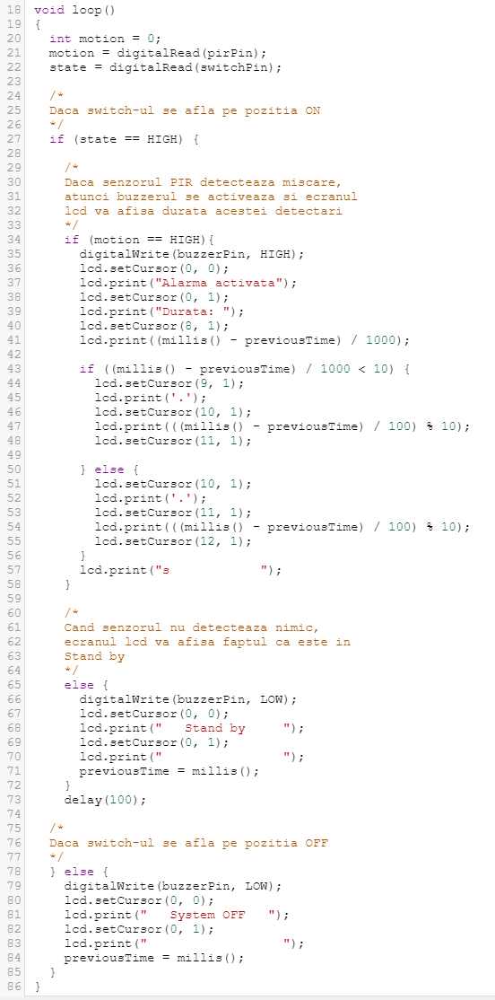 18 void loop()
19 {
20   int motion = 0;
21   motion = digitalRead(pirPin);
22   state = digitalRead(switchPin);
23
24   /*
25   Daca switch-ul se afla pe pozitia ON
26   */
27   if (state == HIGH) {
28
29     /*
30     Daca senzorul PIR detecteaza miscare,
31     atunci buzzerul se activeaza si ecranul
32     lcd va afisa durata acestei detectari
33     */
34     if (motion == HIGH){
35       digitalWrite(buzzerPin, HIGH);
36       lcd.setCursor(0, 0);
37       lcd.print("Alarma activata");
38       lcd.setCursor(0, 1);
39       lcd.print("Durata: ");
40       lcd.setCursor(8, 1);
41       lcd.print((millis() - previousTime) / 1000);
42
43       if ((millis() - previousTime) / 1000 < 10) {
44         lcd.setCursor(9, 1);
45         lcd.print('.');
46         lcd.setCursor(10, 1);
47         lcd.print(((millis() - previousTime) / 100) % 10);
48         lcd.setCursor(11, 1);
49
50       } else {
51         lcd.setCursor(10, 1);
52         lcd.print('.');
53         lcd.setCursor(11, 1);
54         lcd.print(((millis() - previousTime) / 100) % 10);
55         lcd.setCursor(12, 1);
56       }
57       lcd.print("s            ");
58     }
59
60     /*
61     Cand senzorul nu detecteaza nimic,
62     ecranul lcd va afisa faptul ca este in
63     Stand by
64     */
65     else {
66       digitalWrite(buzzerPin, LOW);
67       lcd.setCursor(0, 0);
68       lcd.print("   Stand by     ");
69       lcd.setCursor(0, 1);
70       lcd.print("                ");
71       previousTime = millis();
72     }
73     delay(100);
74
75   /*
76   Daca switch-ul se afla pe pozitia OFF
77   */
78   } else {
79     digitalWrite(buzzerPin, LOW);
80     lcd.setCursor(0, 0);
81     lcd.print("   System OFF   ");
82     lcd.setCursor(0, 1);
83     lcd.print("                  ");
84     previousTime = millis();
85   }
86 }